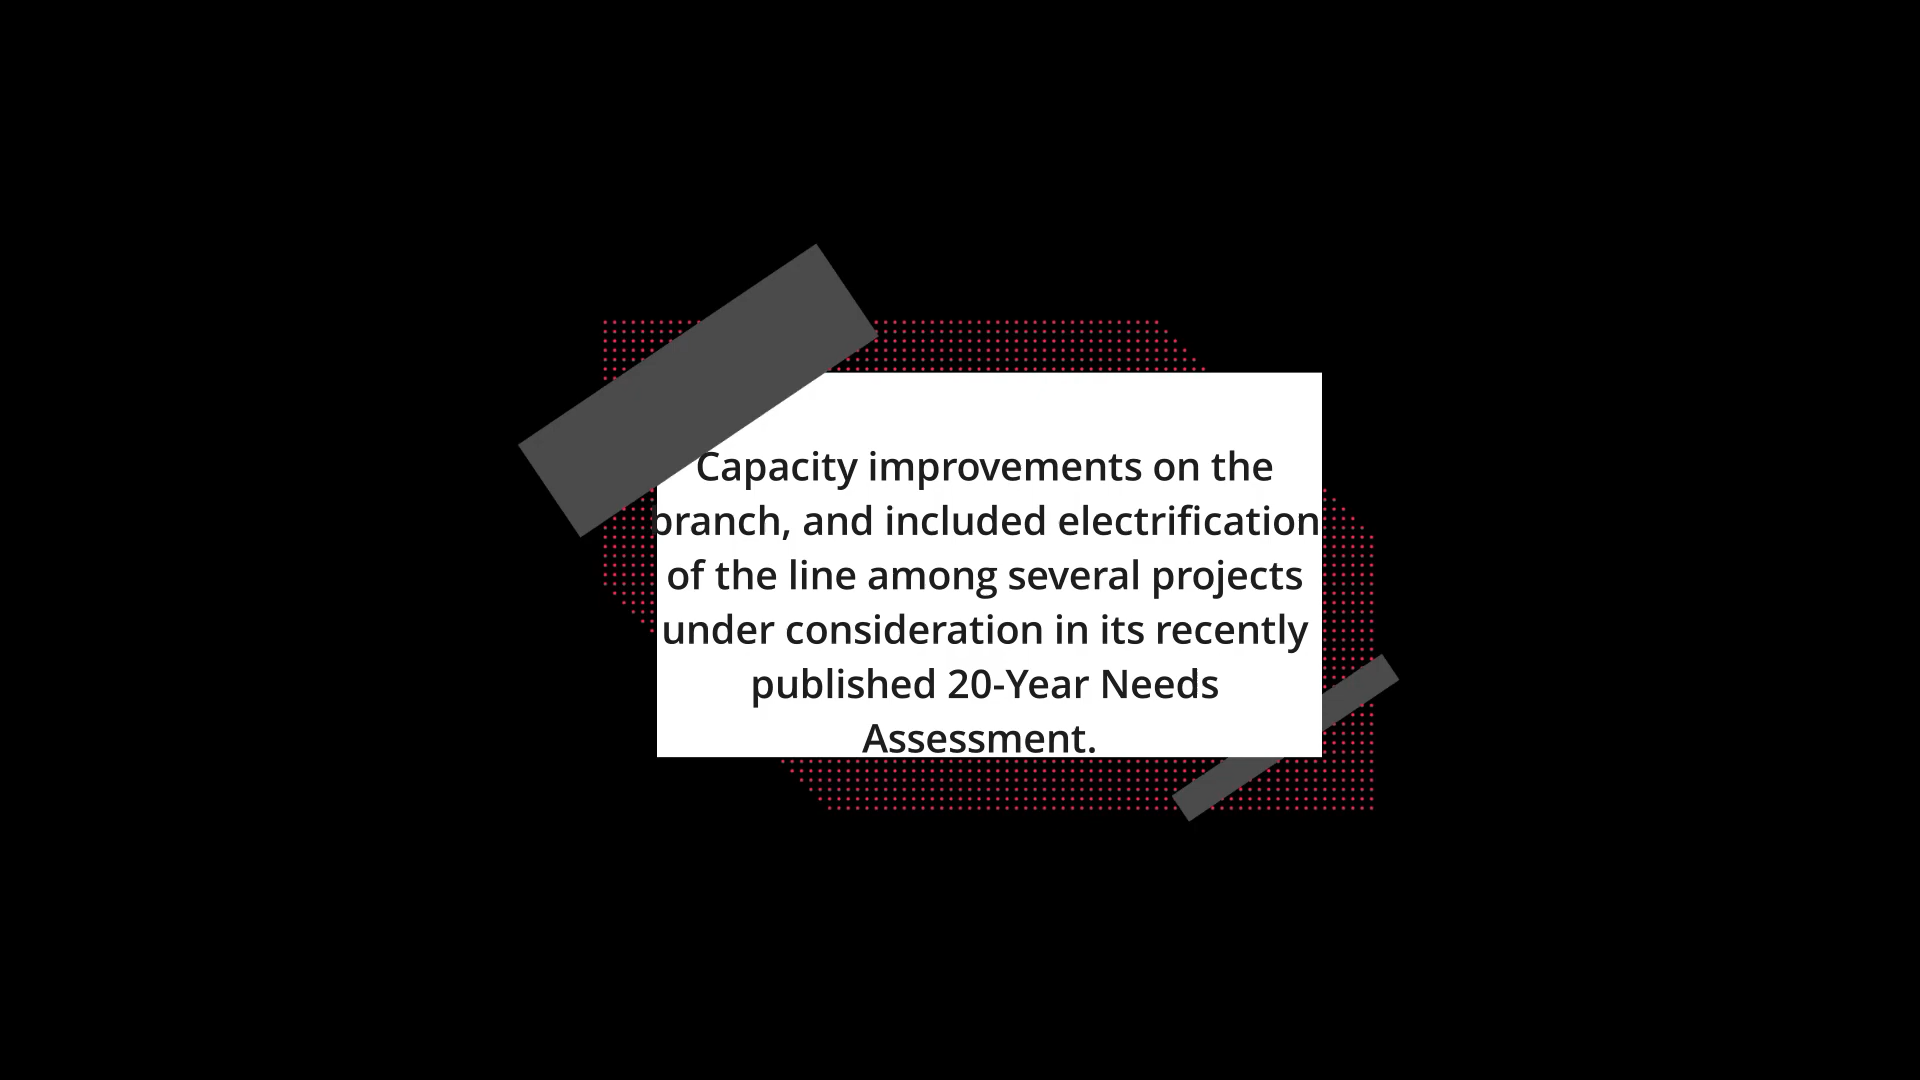 Capacity improvements on the
branch, and included electrification
of the line among several projects
under consideration in its recently
published 20-Year Needs
Assessment.